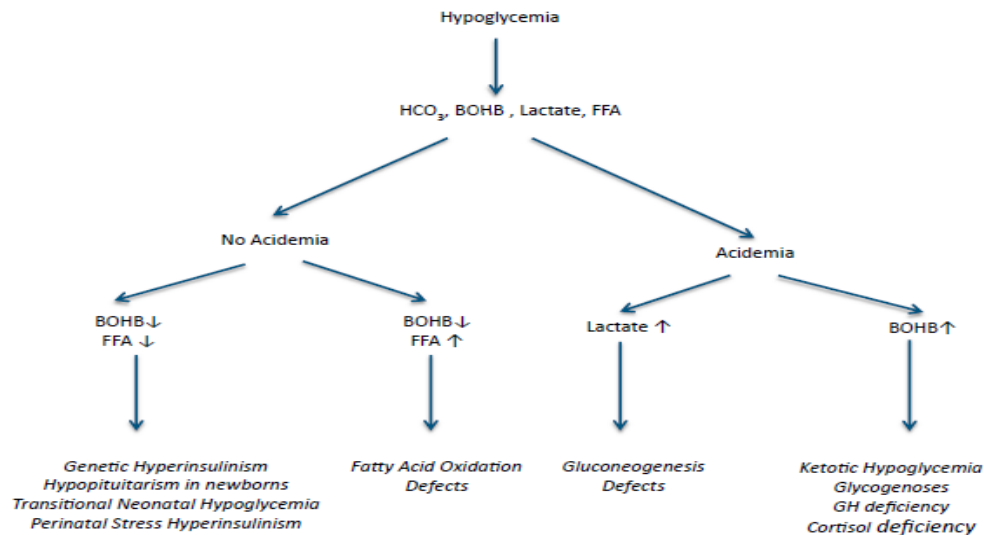 Hypoglycemia
HCO₃, BOHB , Lactate, FFA
No Acidemia
Acidemia
BOHB↓
FFA ↓
BOHB↓
FFA ↑
Lactate ↑
BOHB↑
Genetic Hyperinsulinism
Hypopituitarism in newborns
Transitional Neonatal Hypoglycemia
Perinatal Stress Hyperinsulinism
Fatty Acid Oxidation
Defects
Gluconeogenesis
Defects
Ketotic Hypoglycemia
Glycogenoses
GH deficiency
Cortisol deficiency